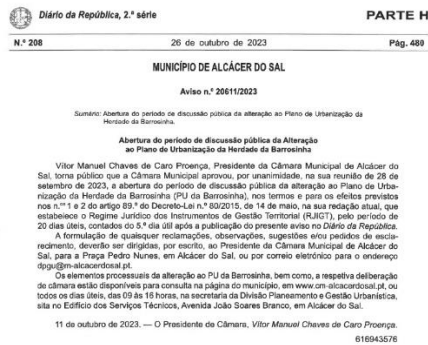 Diário da República, 2.ª série
PARTE H
N.º 208
26 de outubro de 2023
Pág. 480
MUNICÍPIO DE ALCÁCER DO SAL
Aviso n.º 20611/2023
Sumário: Abertura do período de discussão pública da alteração ao Plano de Urbanização da
Herdade da Barrosinha.
Abertura do período de discussão pública da Alteração
ao Plano de Urbanização da Herdade da Barrosinha
Vítor Manuel Chaves de Caro Proença, Presidente da Câmara Municipal de Alcácer do
Sal, torna público que a Câmara Municipal aprovou, por unanimidade, na sua reunião de 28 de
setembro de 2023, a abertura do período de discussão pública da alteração ao Plano de Urba-
nização da Herdade da Barrosinha (PU da Barrosinha), nos termos e para os efeitos previstos
nos n.ºs 1 e 2 do artigo 89.º do Decreto-Lei n.º 80/2015, de 14 de maio, na sua redação atual, que
estabelece o Regime Jurídico dos Instrumentos de Gestão Territorial (RJIGT), pelo período de
20 dias úteis, contados do 5.º dia útil após a publicação do presente aviso no Diário da República.
A formulação de quaisquer reclamações, observações, sugestões e/ou pedidos de escla-
recimento, deverão ser dirigidas, por escrito, ao Presidente da Câmara Municipal de Alcácer do
Sal, para a Praça Pedro Nunes, em Alcácer do Sal, ou por correio eletrónico para o endereço
dpgu@m-alcacerdosal.pt.
Os elementos processuais da alteração ao PU da Barrosinha, bem como, a respetiva deliberação
de câmara estão disponíveis para consulta na página do município, em www.cm-alcacerdosal.pt, ou
todos os dias úteis, das 09 às 16 horas, na secretaria da Divisão Planeamento e Gestão Urbanística,
sita no Edifício dos Serviços Técnicos, Avenida João Soares Branco, em Alcácer do Sal.
11 de outubro de 2023. — O Presidente da Câmara, Vítor Manuel Chaves de Caro Proença.
616943576